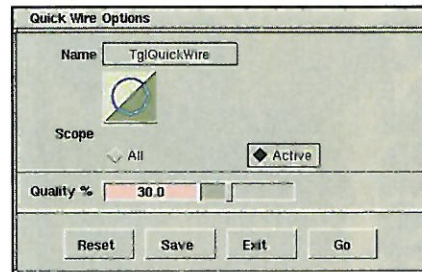 Quick Wire Options
Name TglQuickWire
Scope
All Active
Quality % 30.0
Reset Save Exit Go